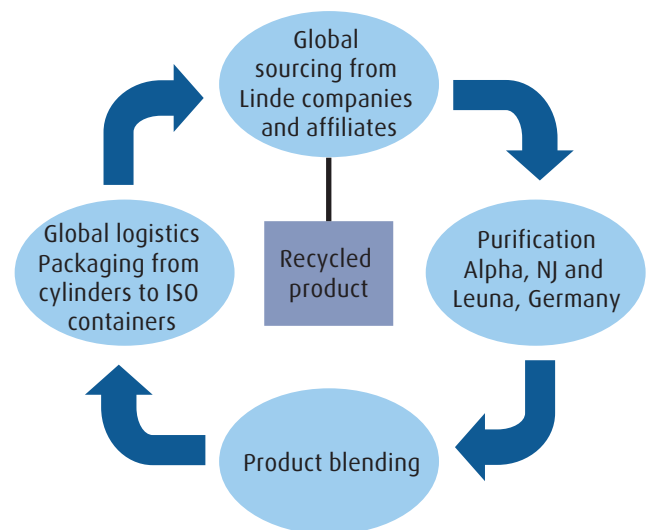 Global
sourcing from
Linde companies
and affiliates
Purification
Alpha, NJ and
Leuna, Germany
Product blending
Global logistics
Packaging from
cylinders to ISO
containers
Recycled
product